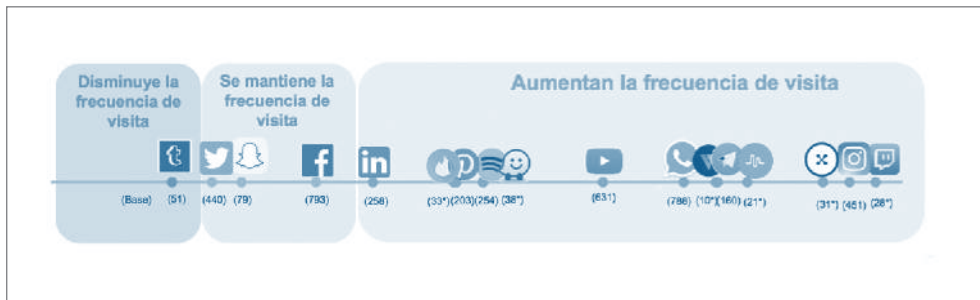 Disminuye la
frecuencia de
visita
Se mantiene la
frecuencia de
visita
Aumentan la frecuencia de visita
(Base) (51) (440) (79) (793) (258) (33*) (203) (254) (38*) (631) (786) (10*) (160) (21*) (31*) (451) (28*)